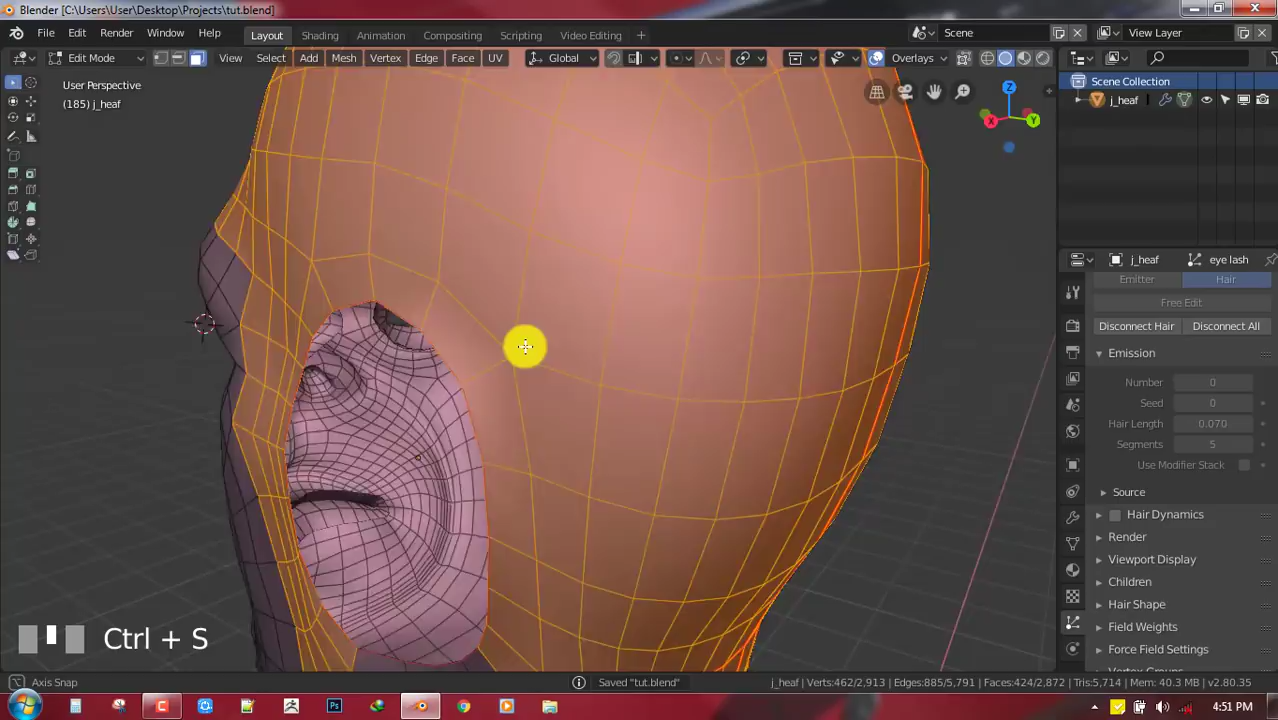 Blender [C:\Users\User\Desktop\Projects\tut.blend]
File Edit Render Window Help Layout Shading Animation Compositing Scripting Video Editing + Scene View Layer
Edit Mode View Select Add Mesh Vertex Edge Face UV Global Overlays
User Perspective
(185) j_heaf
Z
X Y
Scene Collection
j_heaf
j_heaf eye lash
Emitter Hair
Free Edit
Disconnect Hair Disconnect All
Emission
Number 0
Seed 0
Hair Length 0.070
Segments 5
Use Modifier Stack
Source
Hair Dynamics
Render
Viewport Display
Children
Hair Shape
Field Weights
Force Field Settings
Vertex Groups
Ctrl + S
Axis Snap Saved "tut.blend" j_heaf | Verts:462/2,913 | Edges:885/5,791 | Faces:424/2,872 | Tris:5,714 | Mem: 40.3 MB | v2.80.35
Ps 4:51 PM